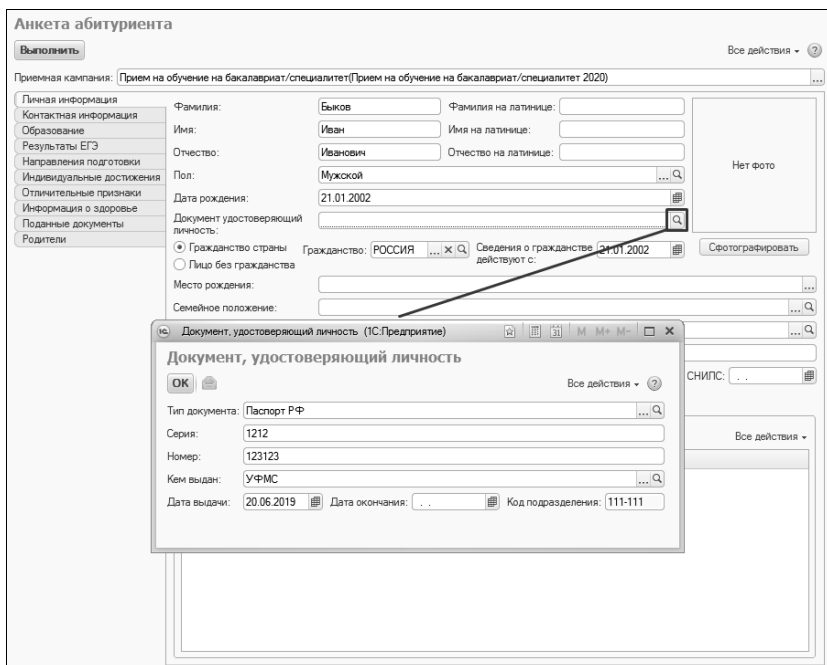 Анкета абитуриента
Выполнить
Все действия
Приемная кампания: Прием на обучение на бакалавриат/специалитет(Прием на обучение на бакалавриат/специалитет 2020)
Личная информация
Контактная информация
Образование
Результаты ЕГЭ
Направления подготовки
Индивидуальные достижения
Отличительные признаки
Информация о здоровье
Поданные документы
Родители
Фамилия: Быков Фамилия на латинице:
Имя: Иван Имя на латинице:
Отчество: Иванович Отчество на латинице:
Пол: Мужской
Дата рождения: 21.01.2002
Документ удостоверяющий
личность:
Нет фото
Гражданство страны Гражданство: РОССИЯ Сведения о гражданстве 21.01.2002 Сфотографировать
Лицо без гражданства действуют с:
Место рождения:
Семейное положение:
СНИПС: . .
Все действия
Документ, удостоверяющий личность (1С:Предприятие) 31 M M+ M-
Документ, удостоверяющий личность
OK
Все действия
Тип документа: Паспорт РФ
Серия: 1212
Номер: 123123
Кем выдан: УФМС
Дата выдачи: 20.06.2019 Дата окончания: . . Код подразделения: 111-111